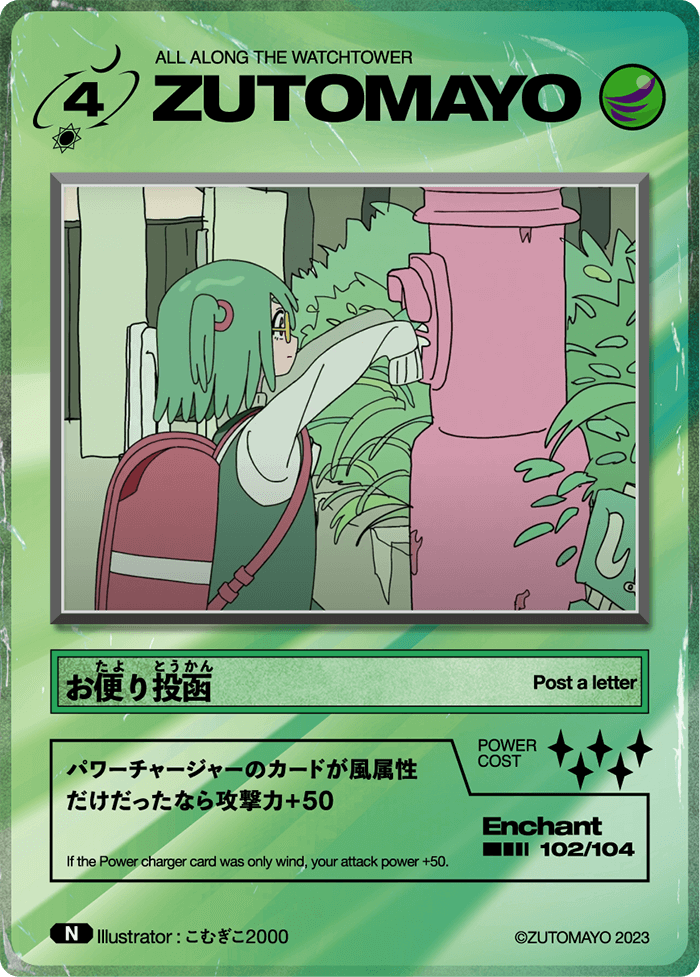 ALL ALONG THE WATCHTOWER
4 ZUTOMAYO
たよ とうかん
お便り投函 Post a letter
パワーチャージャーのカードが風属性
だけだったなら攻撃力+50
If the Power charger card was only wind, your attack power +50.
POWER
COST
Enchant
102/104
N Illustrator : こむぎこ2000 ©ZUTOMAYO 2023